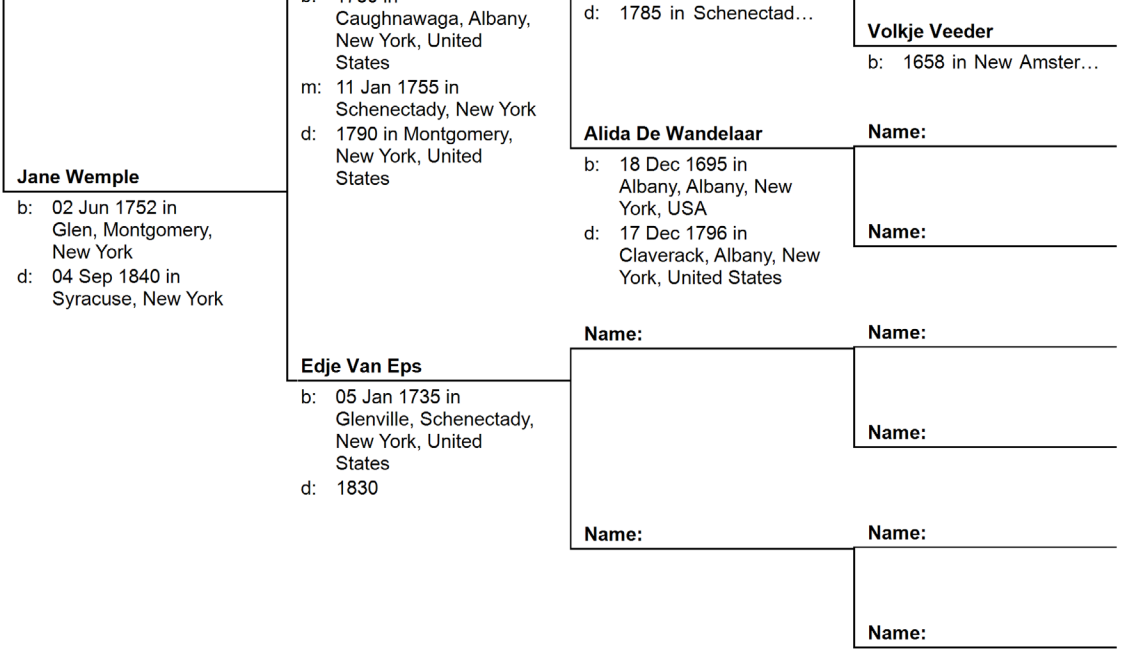 Caughnawaga, Albany,
New York, United
States
m: 11 Jan 1755 in
Schenectady, New York
d: 1790 in Montgomery,
New York, United
States
Jane Wemple
b: 02 Jun 1752 in
Glen, Montgomery,
New York
d: 04 Sep 1840 in
Syracuse, New York
Edje Van Eps
b: 05 Jan 1735 in
Glenville, Schenectady,
New York, United
States
d: 1830
d: 1785 in Schenectad...
Alida De Wandelaar
b: 18 Dec 1695 in
Albany, Albany, New
York, USA
d: 17 Dec 1796 in
Claverack, Albany, New
York, United States
Name:
Name:
Volkje Veeder
b: 1658 in New Amster...
Name:
Name:
Name:
Name:
Name:
Name: